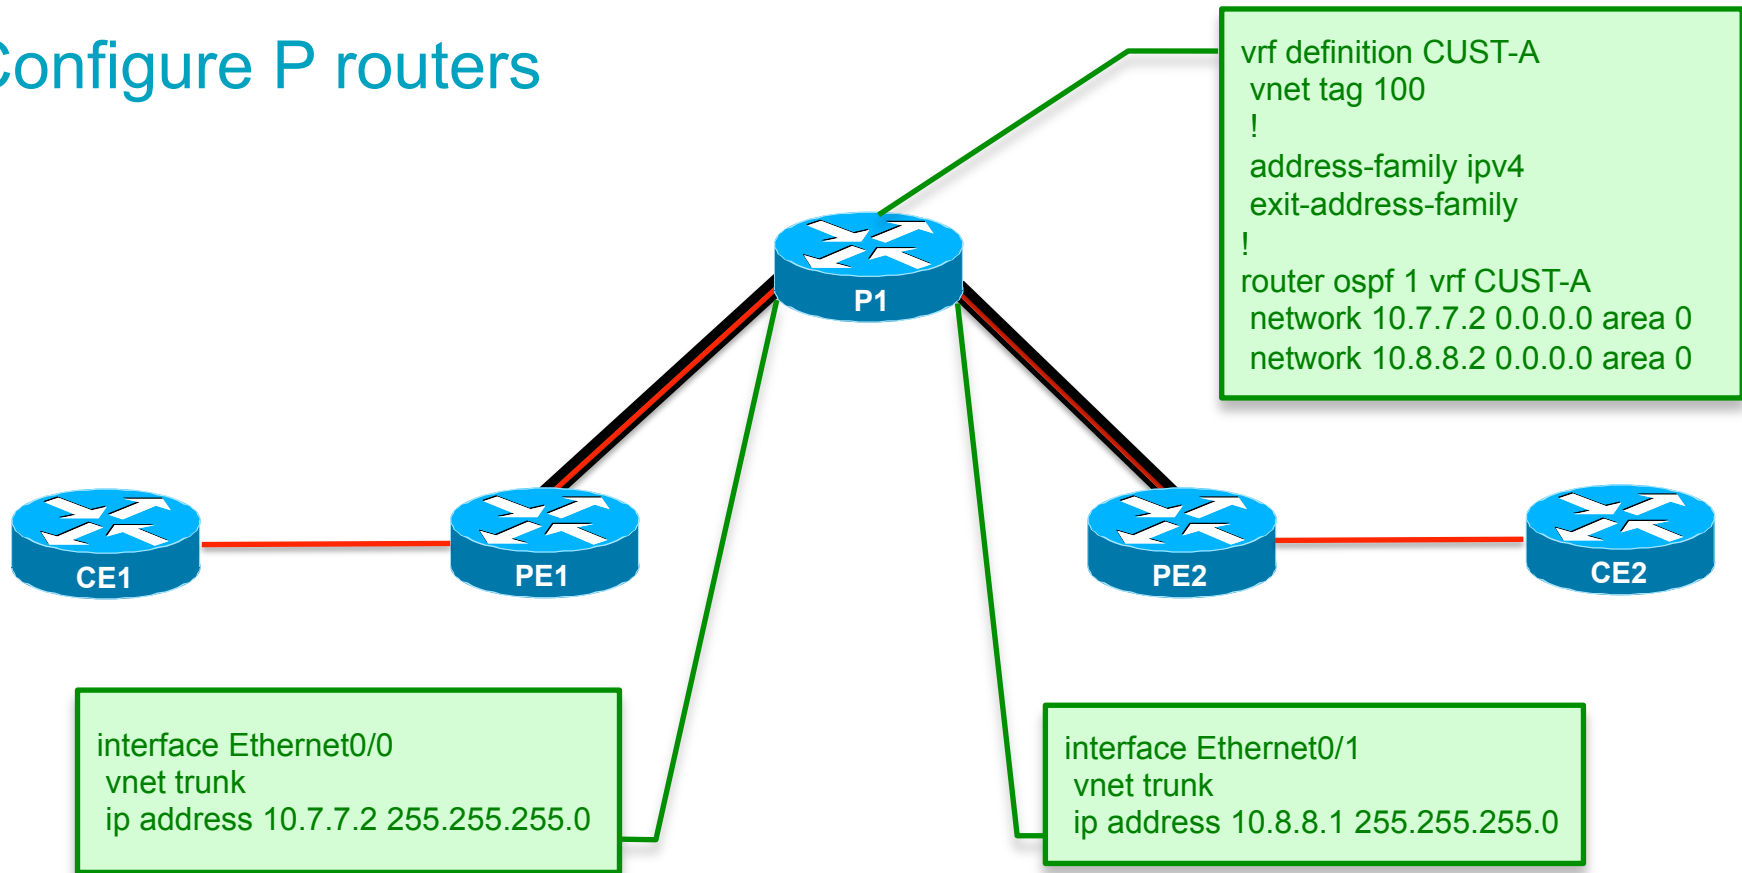 Configure P routers
vrf definition CUST-A
vnet tag 100
!
address-family ipv4
exit-address-family
!
router ospf 1 vrf CUST-A
network 10.7.7.2 0.0.0.0 area 0
network 10.8.8.2 0.0.0.0 area 0
P1
CE1
PE1
PE2
CE2
interface Ethernet0/0
vnet trunk
ip address 10.7.7.2 255.255.255.0
interface Ethernet0/1
vnet trunk
ip address 10.8.8.1 255.255.255.0